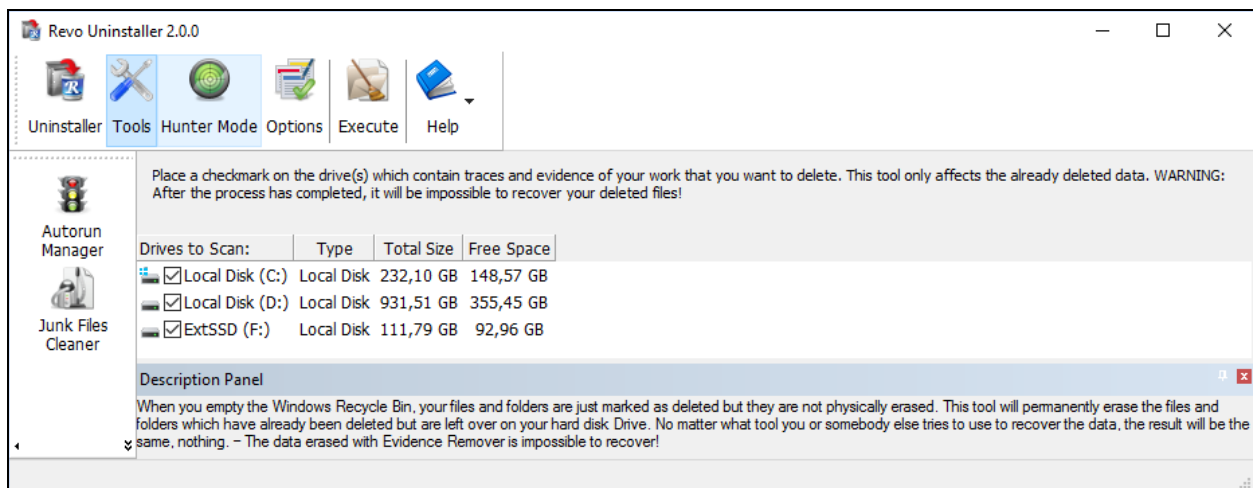 Revo Uninstaller 2.0.0
Uninstaller Tools Hunter Mode Options Execute Help
Place a checkmark on the drive(s) which contain traces and evidence of your work that you want to delete. This tool only affects the already deleted data. WARNING:
After the process has completed, it will be impossible to recover your deleted files!
Autorun
Manager
Junk Files
Cleaner
Drives to Scan: Type Total Size Free Space
Local Disk (C:) Local Disk 232,10 GB 148,57 GB
Local Disk (D:) Local Disk 931,51 GB 355,45 GB
ExtSSD (F:) Local Disk 111,79 GB 92,96 GB
Description Panel
When you empty the Windows Recycle Bin, your files and folders are just marked as deleted but they are not physically erased. This tool will permanently erase the files and
folders which have already been deleted but are left over on your hard disk Drive. No matter what tool you or somebody else tries to use to recover the data, the result will be the
same, nothing. – The data erased with Evidence Remover is impossible to recover!